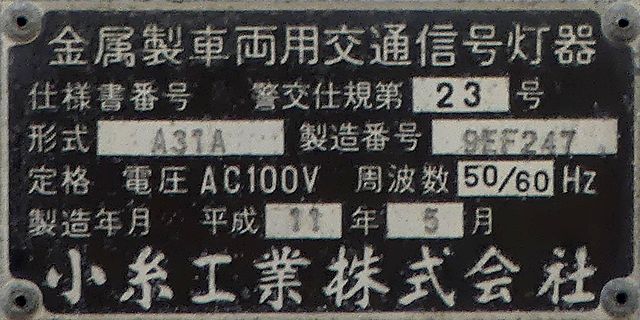 金属製車両用交通信号灯器
仕様書番号 警交仕規第 23 号
形式 A31A 製造番号 9EF247
定格 電圧 AC100V 周波数 50/60 Hz
製造年月 平成 11 年 5 月
小糸工業株式会社